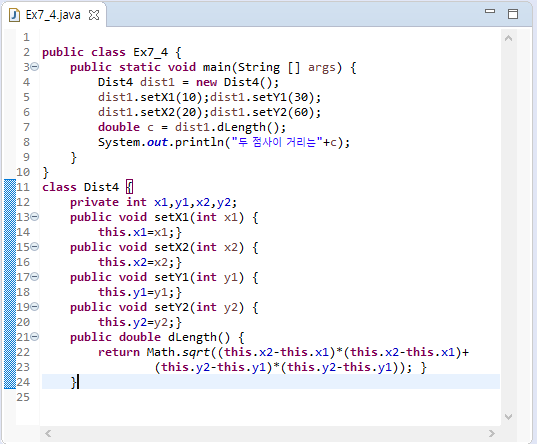 Ex7_4.java
1
2 public class Ex7_4 {
3 public static void main(String [] args) {
4 Dist4 dist1 = new Dist4();
5 dist1.setX1(10);dist1.setY1(30);
6 dist1.setX2(20);dist1.setY2(60);
7 double c = dist1.dLength();
8 System.out.println("두 점사이 거리는"+c);
9 }
10 }
11 class Dist4 {
12 private int x1,y1,x2,y2;
13 public void setX1(int x1) {
14 this.x1=x1;}
15 public void setX2(int x2) {
16 this.x2=x2;}
17 public void setY1(int y1) {
18 this.y1=y1;}
19 public void setY2(int y2) {
20 this.y2=y2;}
21 public double dLength() {
22 return Math.sqrt((this.x2-this.x1)*(this.x2-this.x1)+
23 (this.y2-this.y1)*(this.y2-this.y1)); }
24 }
25